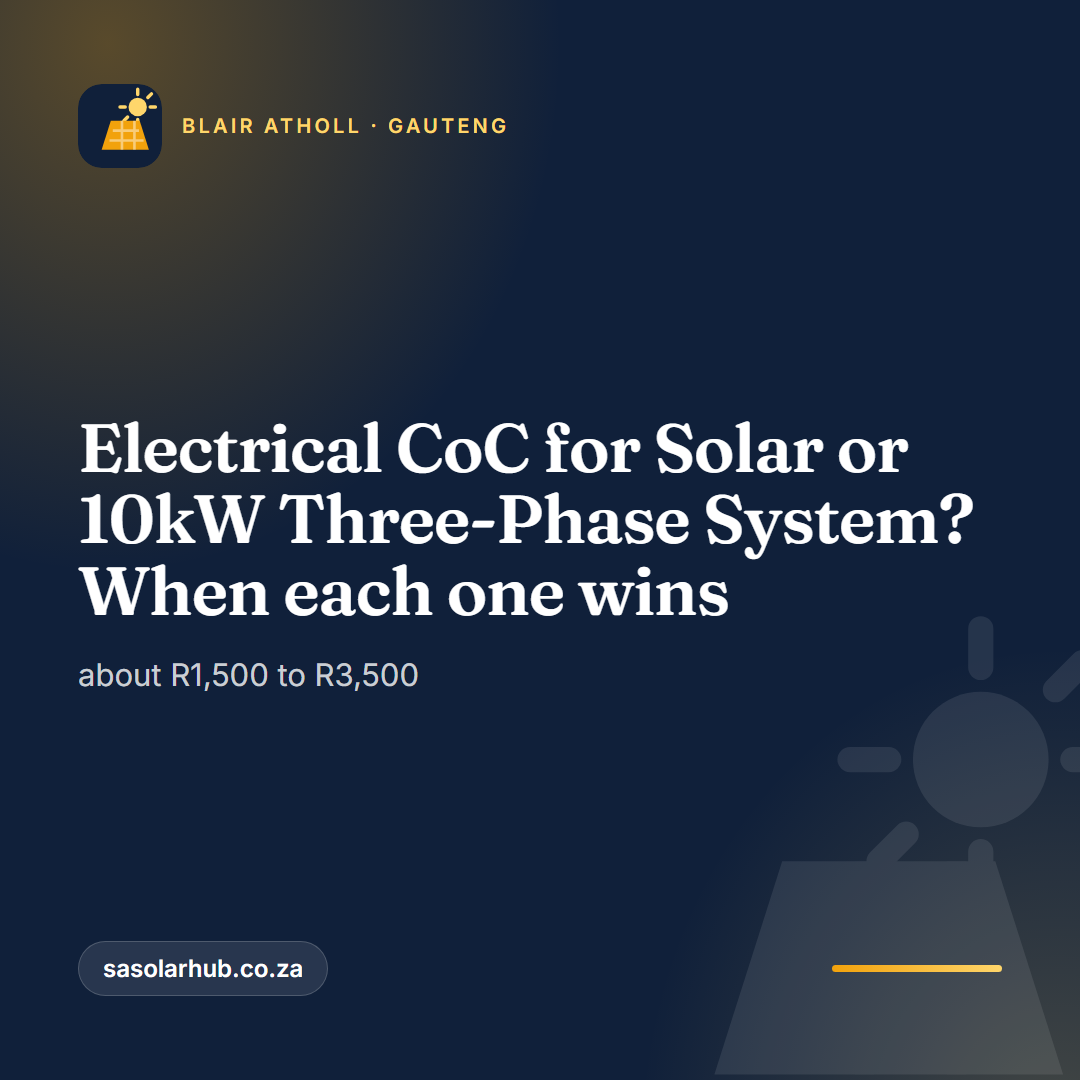 BLAIR ATHOLL · GAUTENG
Electrical CoC for Solar or
10kW Three-Phase System?
When each one wins
about R1,500 to R3,500
sasolarhub.co.za